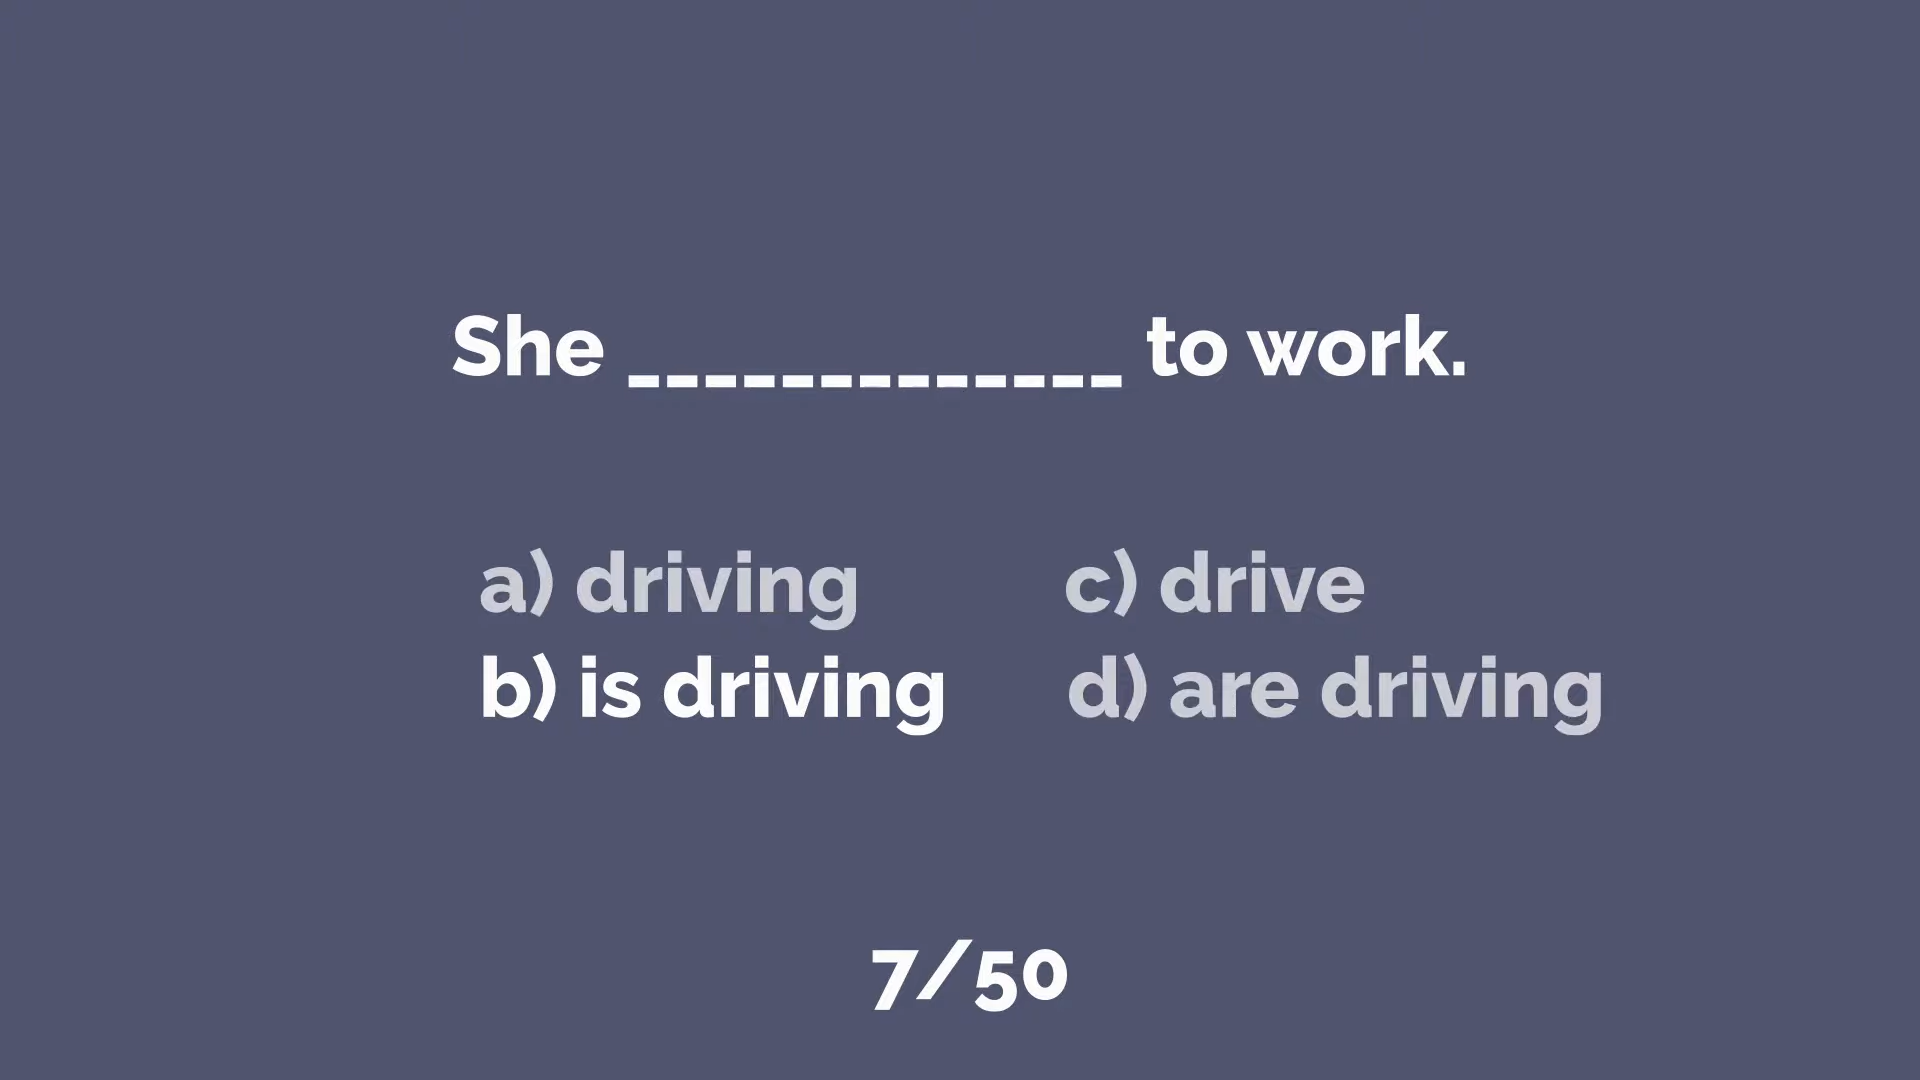 She _____________ to work.
a) driving
b) is driving
c) drive
d) are driving
7/50